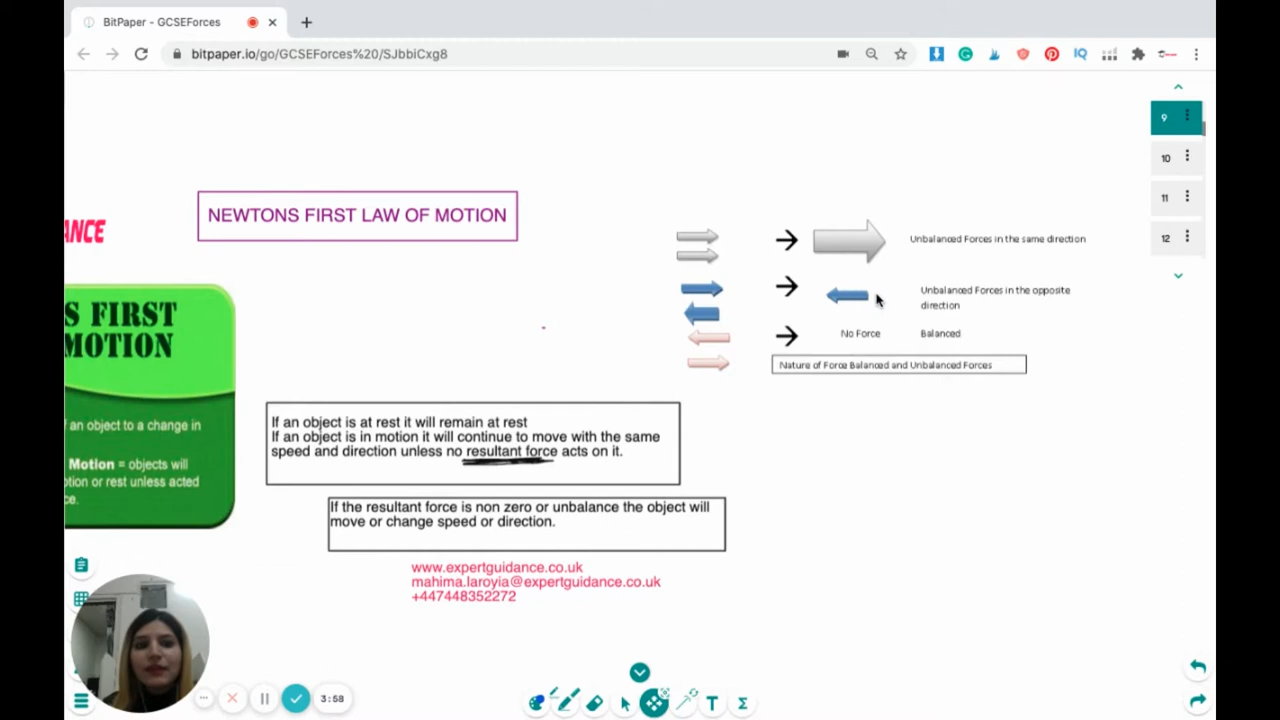 BitPaper - GCSEForces
bitpaper.io/go/GCSEForces%20/SJbbiCxg8
IQ
9
10
11
12
NEWTONS FIRST LAW OF MOTION
ANCE
S FIRST
MOTION
f an object to a change in
Motion = objects will
otion or rest unless acted
ce.
Unbalanced Forces in the same direction
Unbalanced Forces in the opposite
direction
No Force
Balanced
Nature of Force Balanced and Unbalanced Forces
If an object is at rest it will remain at rest
If an object is in motion it will continue to move with the same
speed and direction unless no resultant force acts on it.
If the resultant force is non zero or unbalance the object will
move or change speed or direction.
www.expertguidance.co.uk
mahima.laroyia@expertguidance.co.uk
+447448352272
3:58
T
Σ